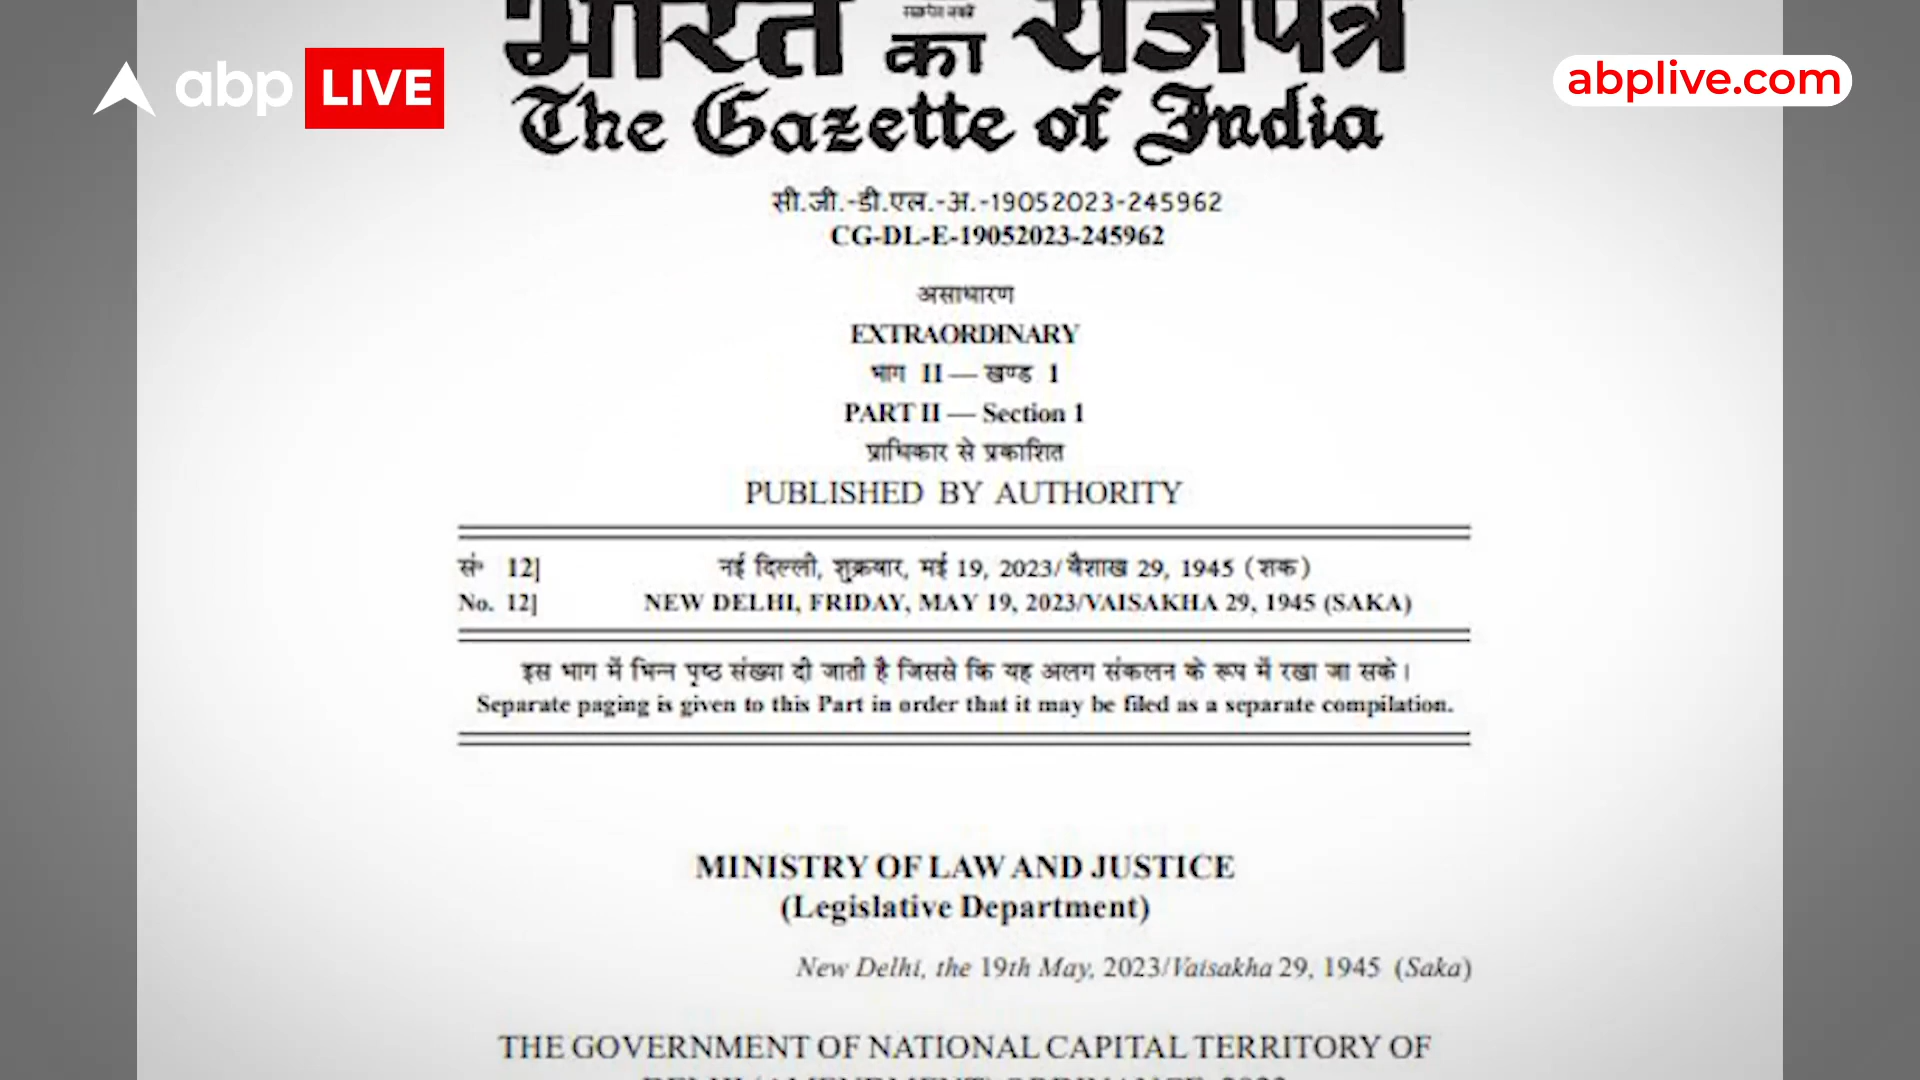 भारत का राजपत्र
The Gazette of India
abp LIVE
abplive.com
सी.जी.-डी.एल.-अ.-19052023-245962
CG-DL-E-19052023-245962
असाधारण
EXTRAORDINARY
भाग II — खण्ड 1
PART II — Section 1
प्राधिकार से प्रकाशित
PUBLISHED BY AUTHORITY
सं॰ 12] नई दिल्ली, शुक्रवार, मई 19, 2023/वैशाख 29, 1945 (शक)
No. 12] NEW DELHI, FRIDAY, MAY 19, 2023/VAISAKHA 29, 1945 (SAKA)
इस भाग में भिन्न पृष्ठ संख्या दी जाती है जिससे कि यह अलग संकलन के रूप में रखा जा सके।
Separate paging is given to this Part in order that it may be filed as a separate compilation.
MINISTRY OF LAW AND JUSTICE
(Legislative Department)
New Delhi, the 19th May, 2023/Vaisakha 29, 1945 (Saka)
THE GOVERNMENT OF NATIONAL CAPITAL TERRITORY OF